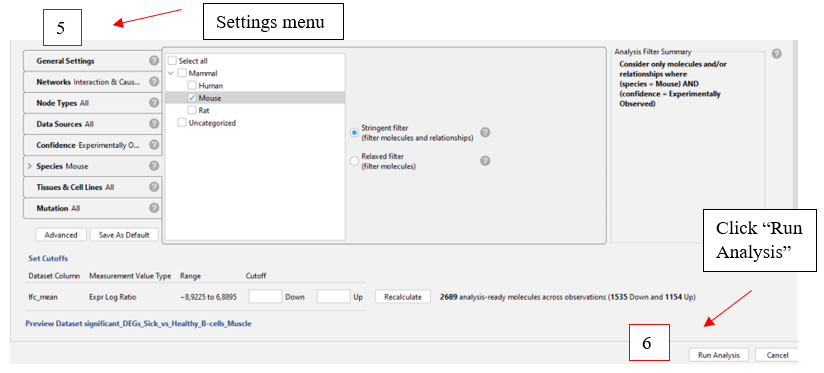 5
Settings menu
General Settings
Networks Interaction & Caus...
Node Types All
Data Sources All
Confidence Experimentally O...
Species Mouse
Tissues & Cell Lines All
Mutation All
Advanced
Save As Default
Select all
Mammal
Human
Mouse
Rat
Uncategorized
Stringent filter
(filter molecules and relationships)
Relaxed filter
(filter molecules)
Analysis Filter Summary
Consider only molecules and/or
relationships where
(species = Mouse) AND
(confidence = Experimentally
Observed)
Click “Run
Analysis”
Set Cutoffs
Dataset Column Measurement Value Type Range Cutoff
lfc_mean Expr Log Ratio ~8,9225 to 6,8895 Down Up Recalculate 2689 analysis-ready molecules across observations (1535 Down and 1154 Up)
Preview Dataset significant_DEGs_Sick_vs_Healthy_B-cells_Muscle
6
Run Analysis
Cancel